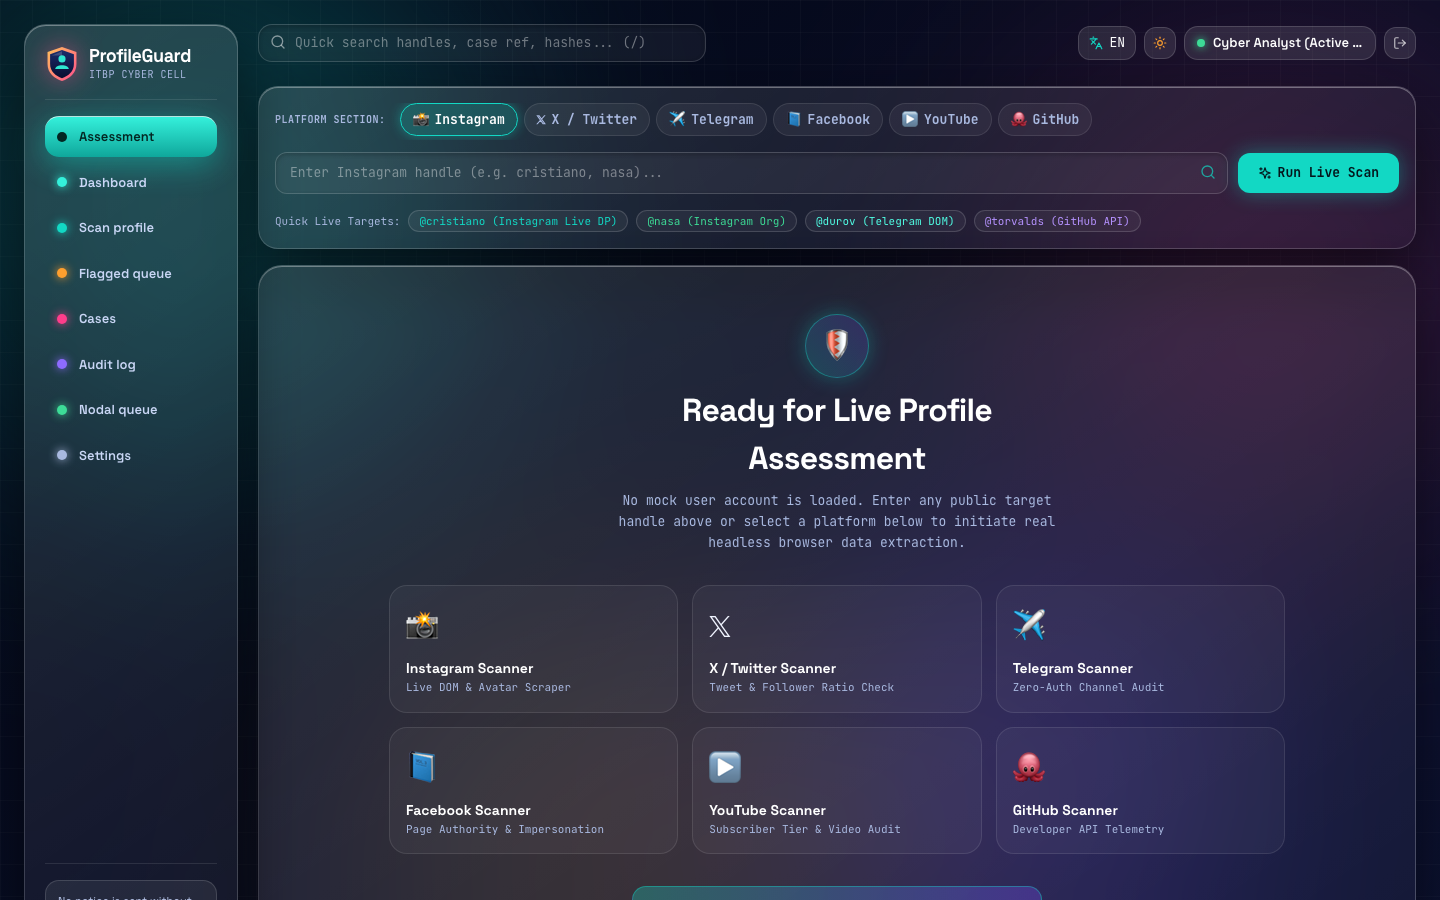 ProfileGuard
ITBP CYBER CELL
Assessment
Dashboard
Scan profile
Flagged queue
Cases
Audit log
Nodal queue
Settings
Quick search handles, case ref, hashes... (/)
EN
Cyber Analyst (Active ...
PLATFORM SECTION:
Instagram
X / Twitter
Telegram
Facebook
YouTube
GitHub
Enter Instagram handle (e.g. cristiano, nasa)...
Run Live Scan
Quick Live Targets:
@cristiano (Instagram Live DP)
@nasa (Instagram Org)
@durov (Telegram DOM)
@torvalds (GitHub API)
Ready for Live Profile
Assessment
No mock user account is loaded. Enter any public target
handle above or select a platform below to initiate real
headless browser data extraction.
Instagram Scanner
Live DOM & Avatar Scraper
X / Twitter Scanner
Tweet & Follower Ratio Check
Telegram Scanner
Zero-Auth Channel Audit
Facebook Scanner
Page Authority & Impersonation
YouTube Scanner
Subscriber Tier & Video Audit
GitHub Scanner
Developer API Telemetry